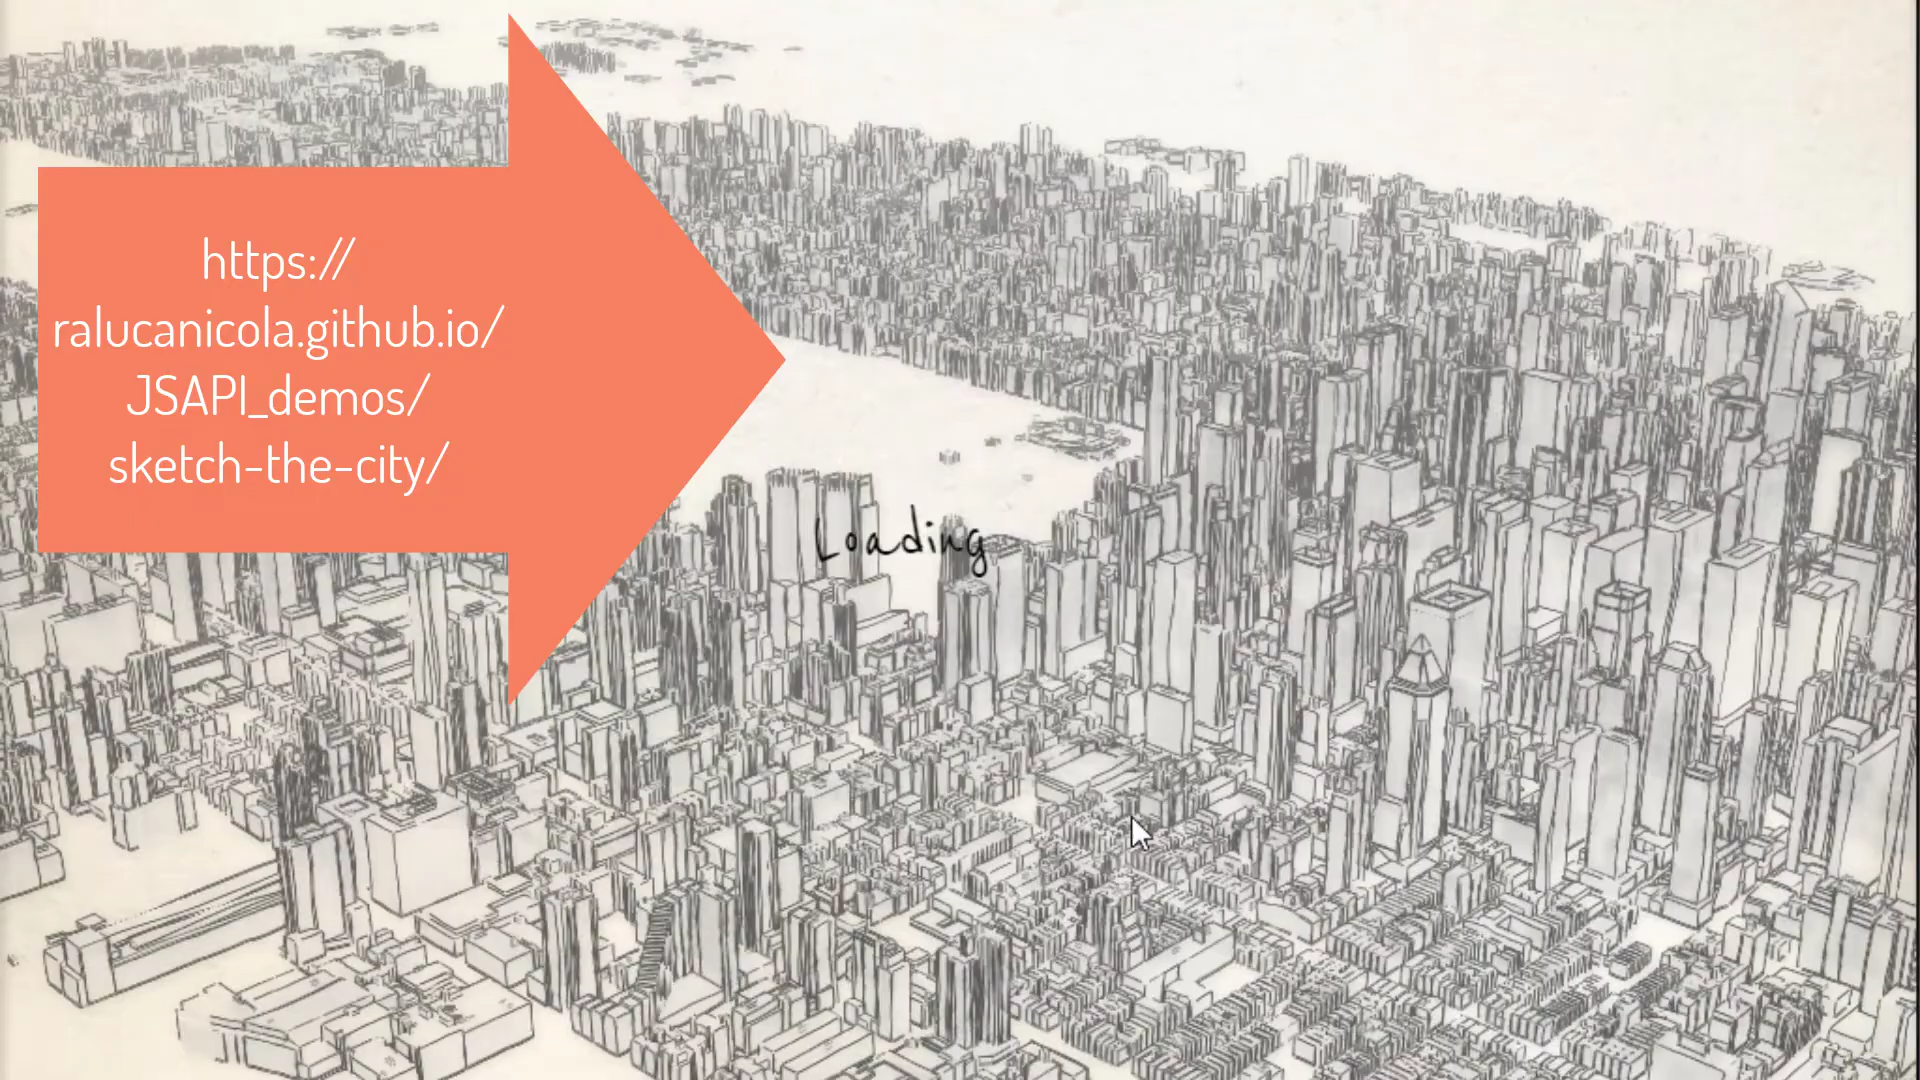 https://
ralucanicola.github.io/
JSAPI_demos/
sketch-the-city/
Loading